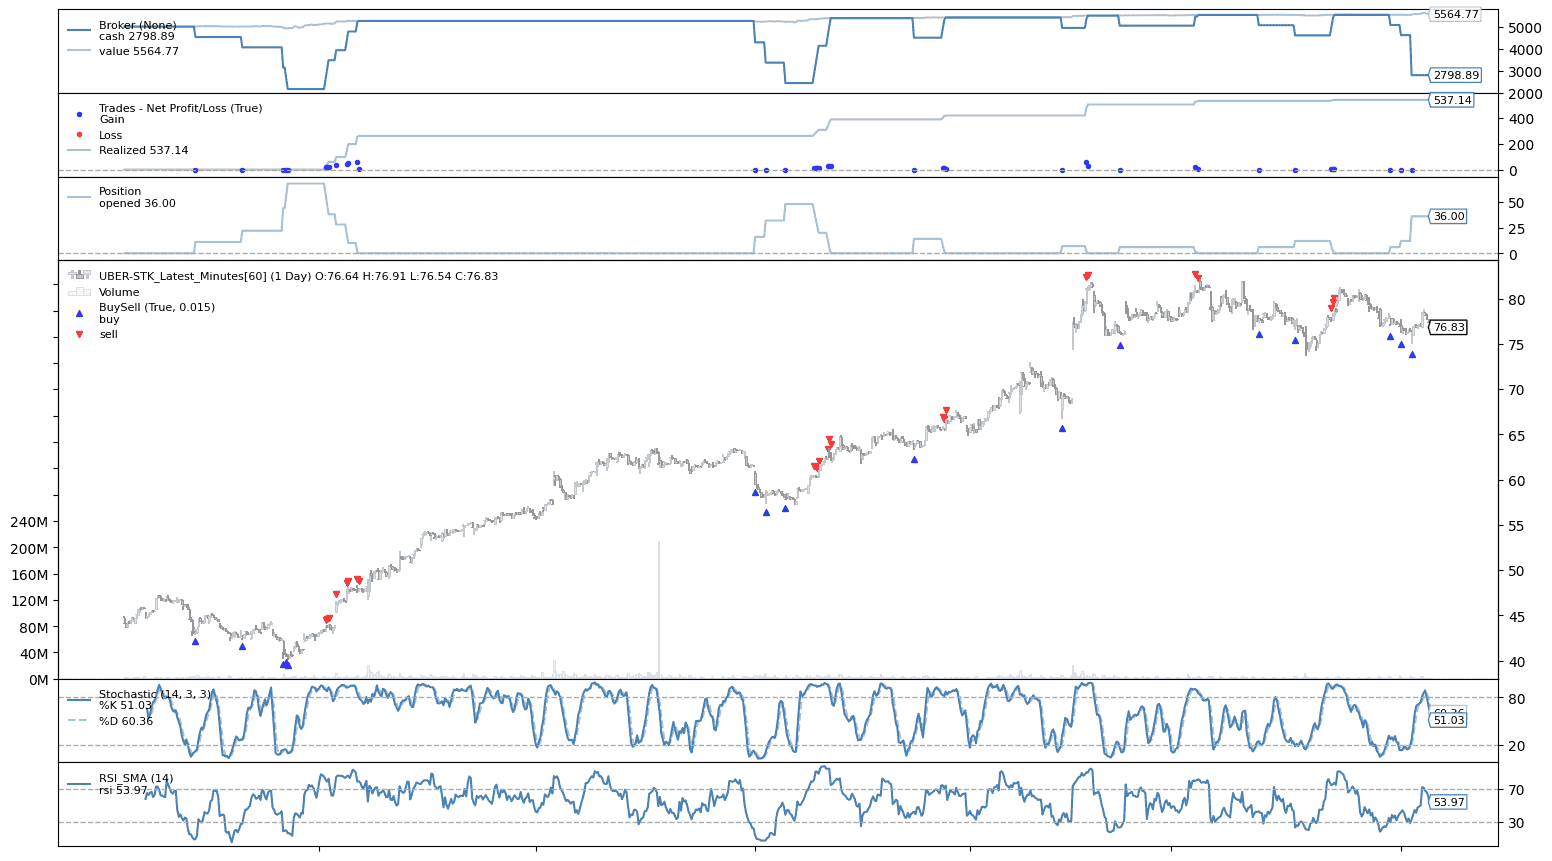 Broker (None)
cash 2798.89
value 5564.77
5564.77
5000
4000
3000
2798.89
2000
Trades - Net Profit/Loss (True)
Gain
Loss
Realized 537.14
537.14
400
200
0
Position
opened 36.00
50
36.00
25
0
UBER-STK_Latest_Minutes[60] (1 Day) O:76.64 H:76.91 L:76.54 C:76.83
Volume
BuySell (True, 0.015)
buy
sell
80
76.83
75
70
65
60
55
50
45
40
240M
200M
160M
120M
80M
40M
0M
Stochastic (14, 3, 3)
%K 51.03
%D 60.36
80
60.36
51.03
20
RSI_SMA (14)
rsi 53.97
70
53.97
30